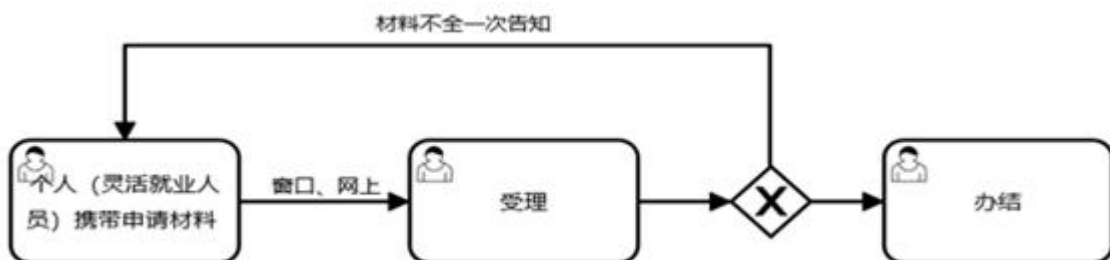 材料不全一次告知
个人（灵活就业人
员）携带申请材料
窗口、网上
受理
办结